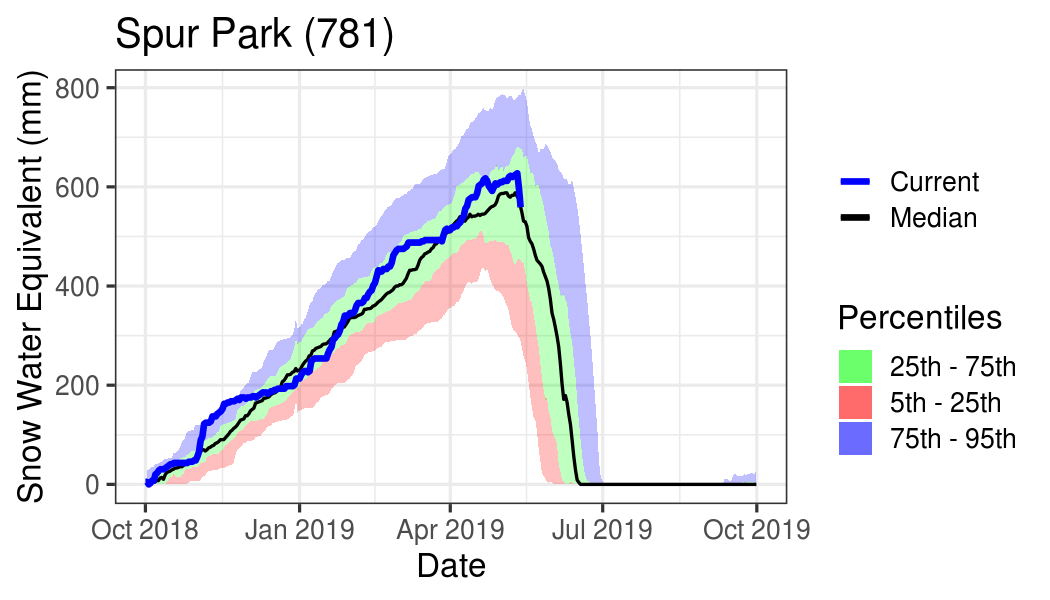 Spur Park (781)
Snow Water Equivalent (mm)
800
600
400
200
0
Oct 2018
Jan 2019
Apr 2019
Jul 2019
Oct 2019
Date
Current
Median
Percentiles
25th - 75th
5th - 25th
75th - 95th